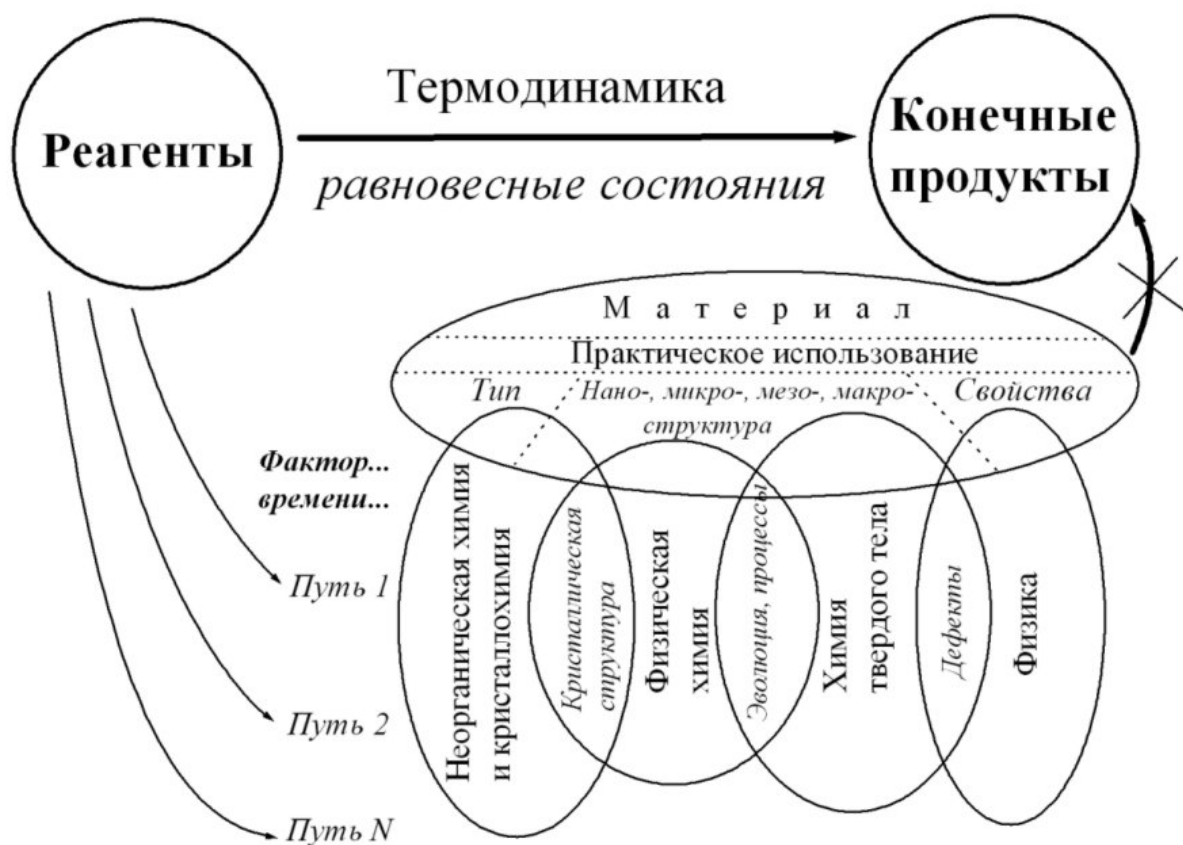 Реагенты
Термодинамика
равновесные состояния
Конечные
продукты
М а т е р и а л
Практическое использование
Тип
Нано-, микро-, мезо-, макро-
структура
Свойства
Фактор...
времени...
Путь 1
Путь 2
Путь N
Неорганическая химия
и кристаллохимия
Кристаллическая
структура
Физическая
химия
Эволюция, процессы
Химия
твердого тела
Дефекты
Физика